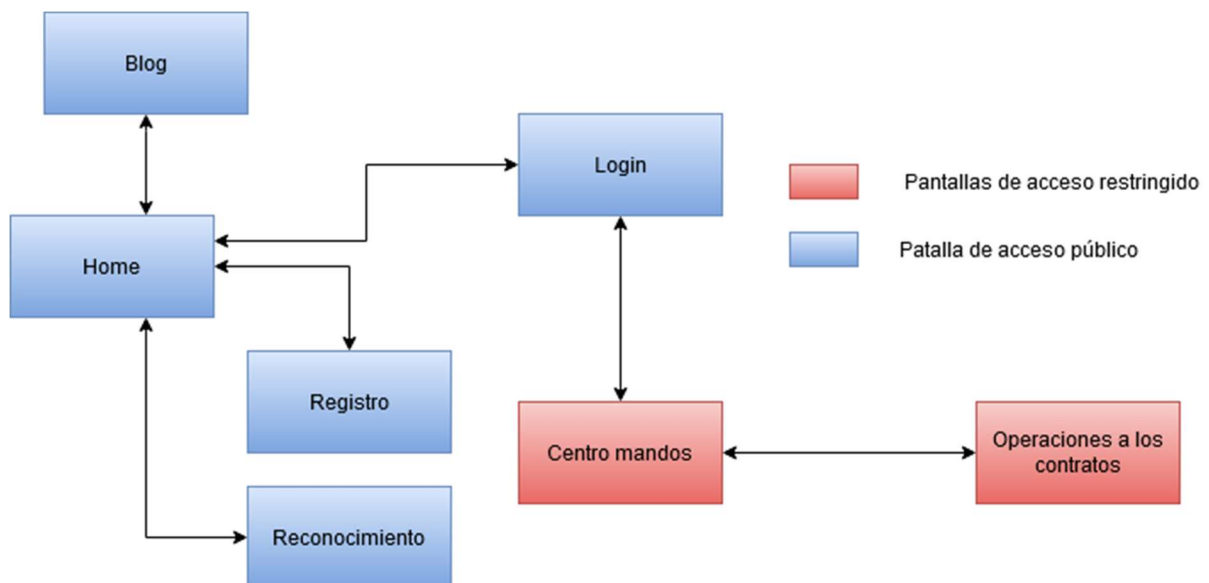 Blog
Login
Pantallas de acceso restringido
Patalla de acceso público
Home
Registro
Centro mandos
Operaciones a los
contratos
Reconocimiento